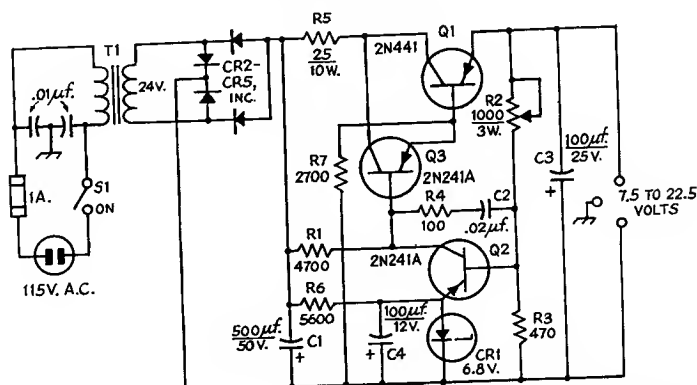 T1
24V.
.01µf.
1A.
S1
ON
115V. A.C.
CR2-
CR5,
INC.
R5
25
10W.
Q1
2N441
R2
1000
3W.
C3
100µf.
25V.
+
7.5 TO 22.5
VOLTS
R7
2700
Q3
2N241A
R4
100
C2
.02µf.
R1
4700
2N241A
Q2
R6
5600
500µf.
50V.
C1
+
100µf.
12V.
C4
+
CR1
6.8V.
R3
470